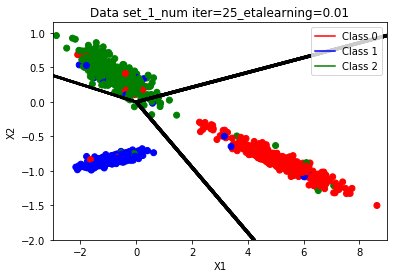 Data set_1_num iter=25_etalearning=0.01
Class 0
Class 1
Class 2
X2
1.0
0.5
0.0
−0.5
−1.0
−1.5
−2.0
−2
0
2
4
6
8
X1